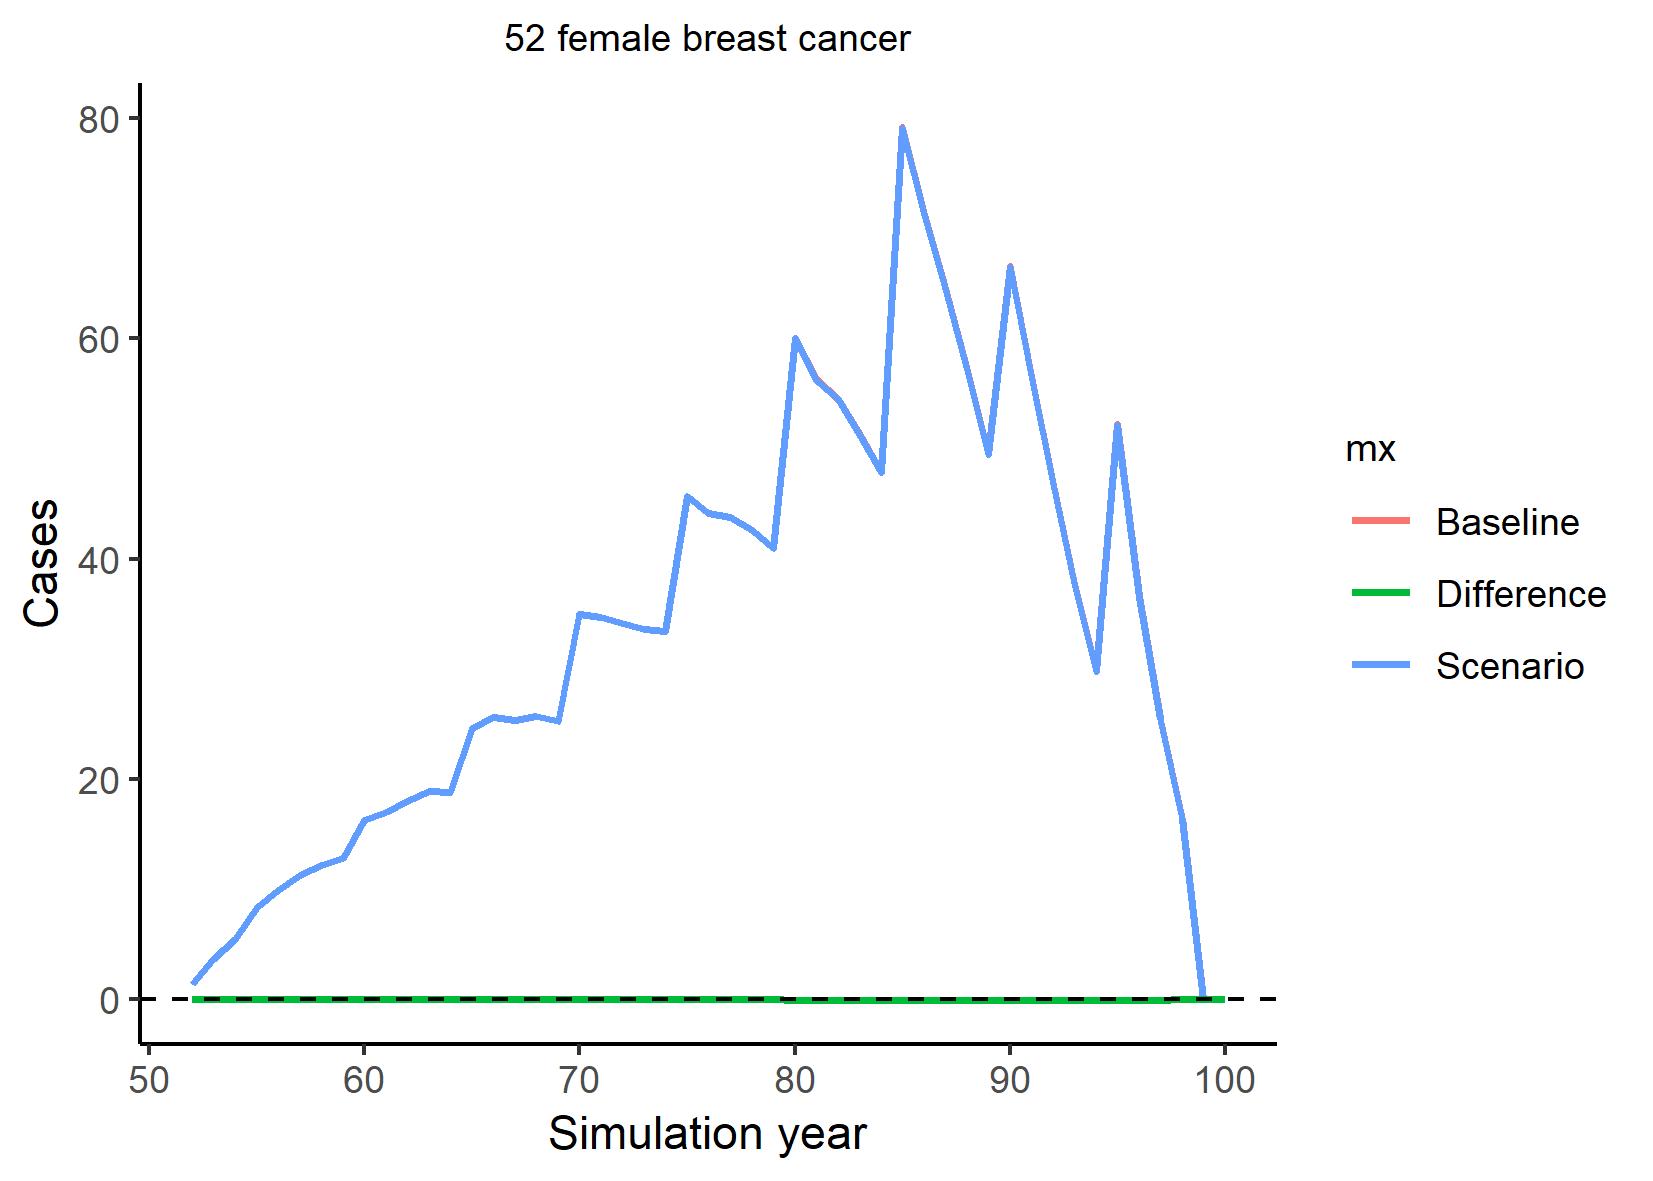 52 female breast cancer
80
60
40
20
0
Cases
50 60 70 80 90 100
Simulation year
mx
Baseline
Difference
Scenario